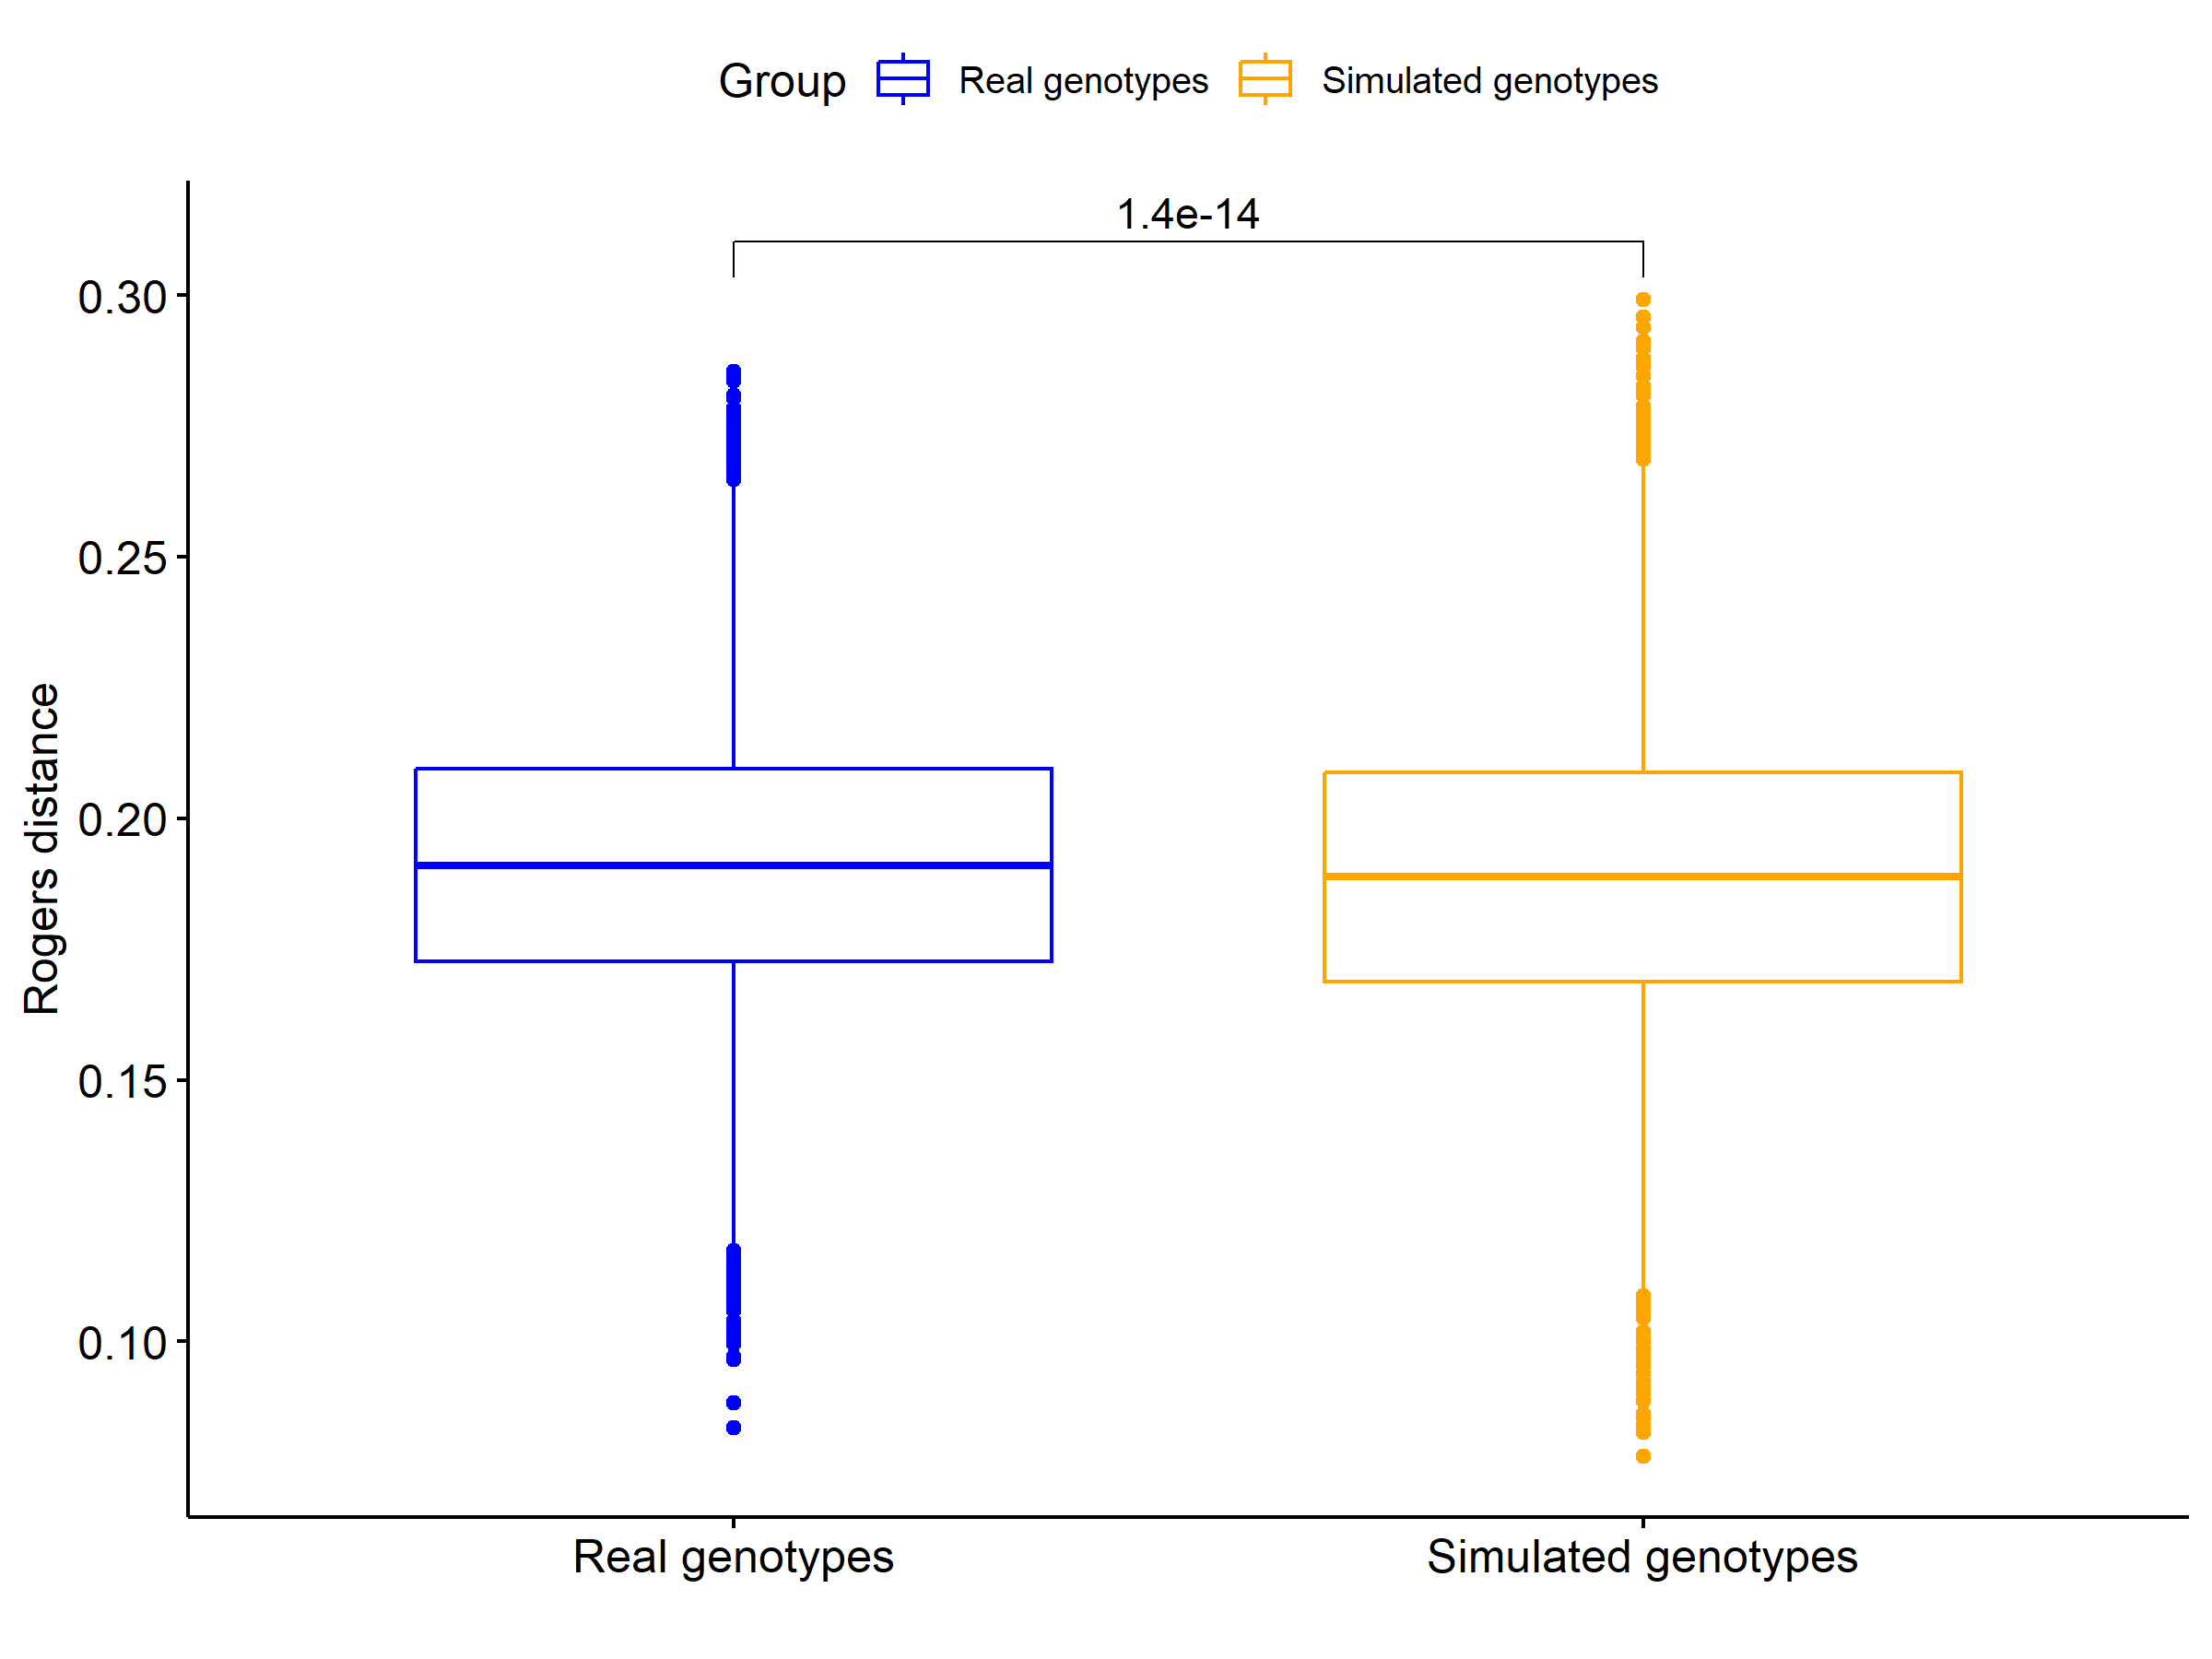 Group Real genotypes Simulated genotypes
1.4e-14
0.30
0.25
0.20
0.15
0.10
Rogers distance
Real genotypes Simulated genotypes